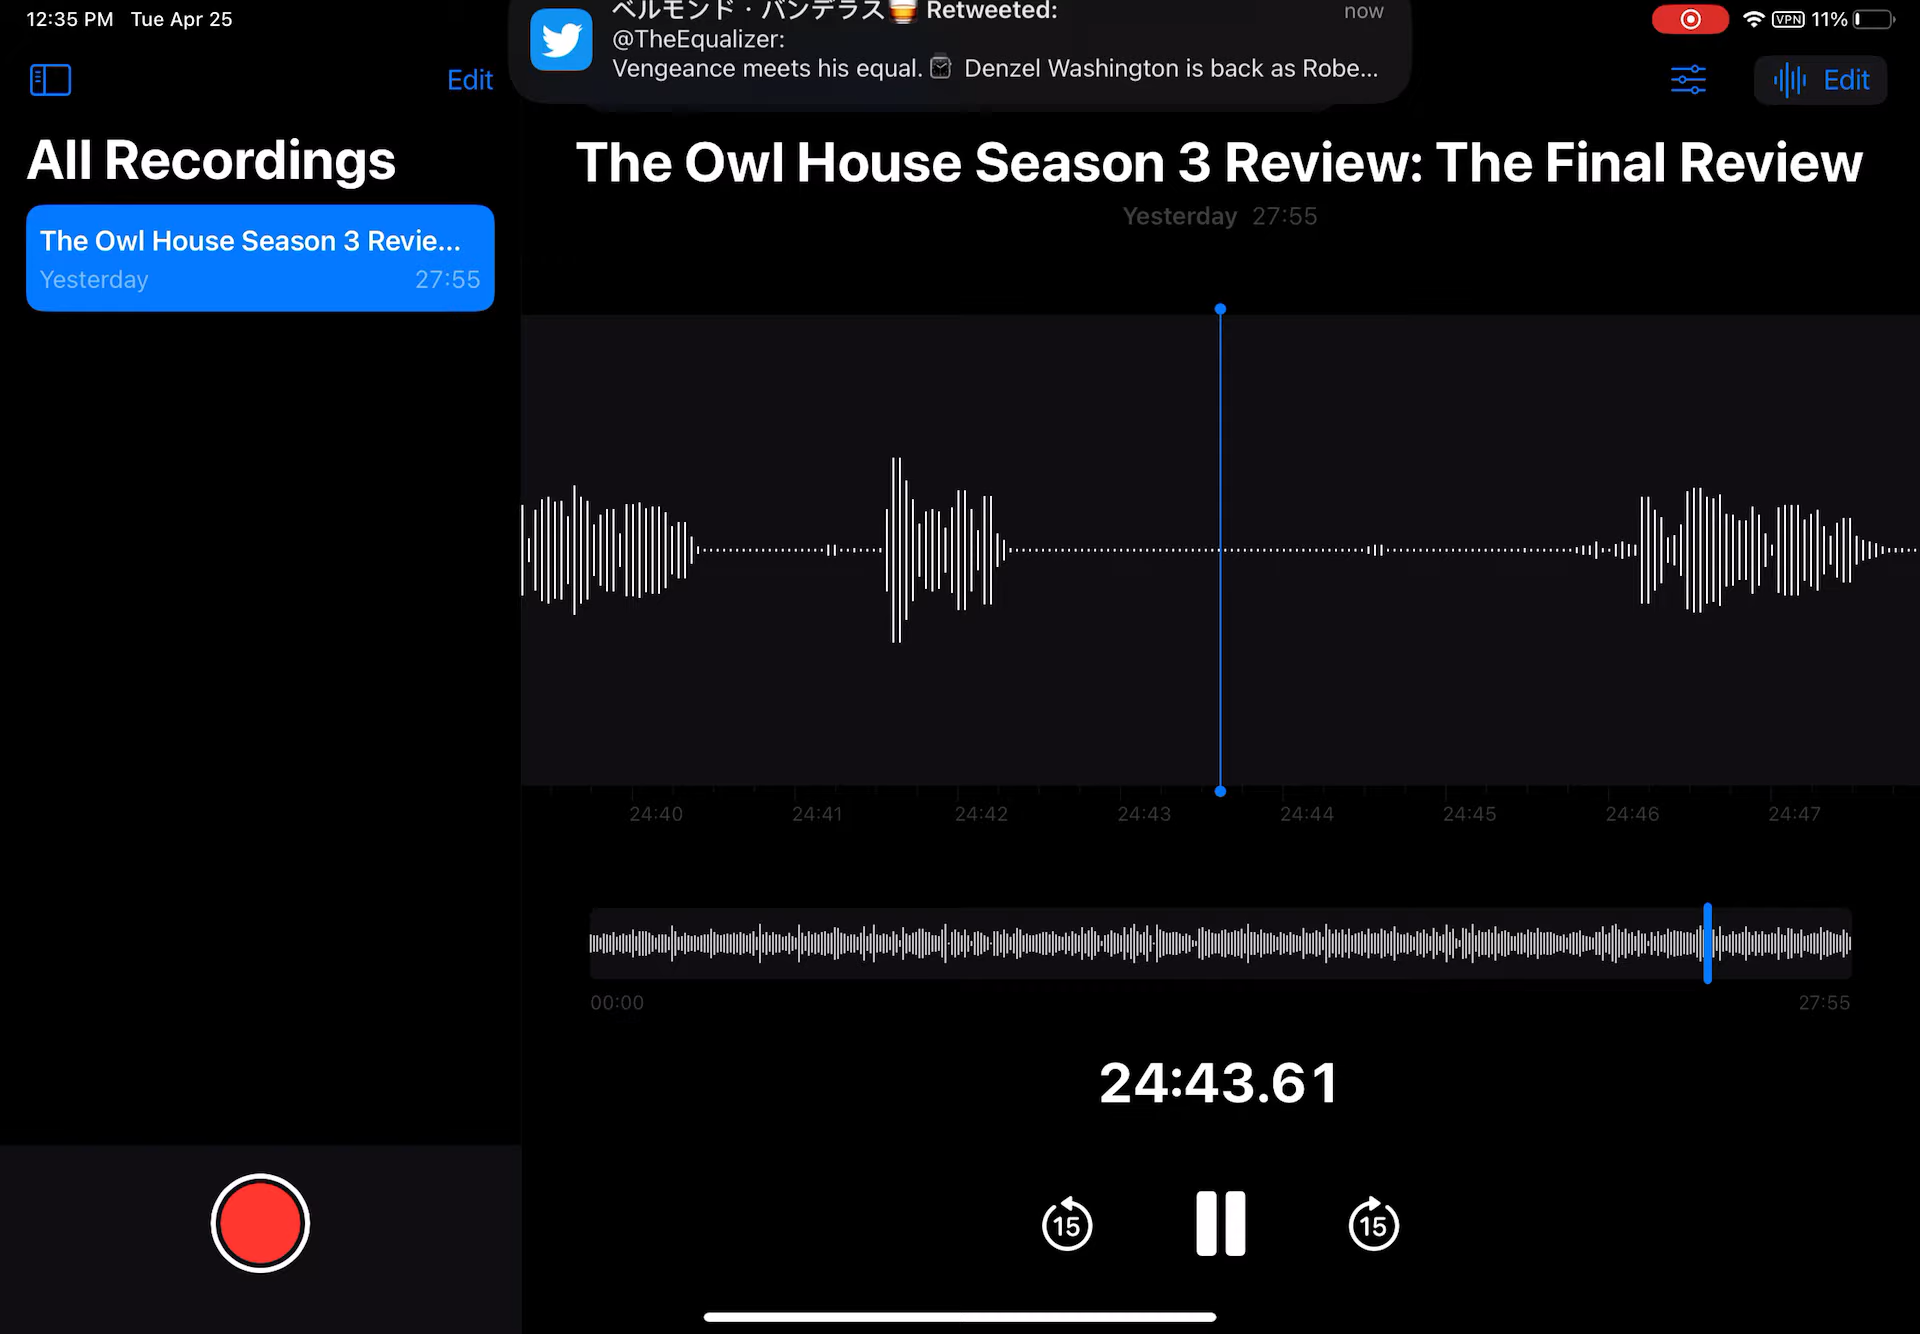 12:35 PM Tue Apr 25
ベルモンド・バンデラス🥃 Retweeted:
now
@TheEqualizer:
Vengeance meets his equal. ⌚ Denzel Washington is back as Robe...
VPN 11%
Edit
Edit
All Recordings
The Owl House Season 3 Revie...
Yesterday 27:55
The Owl House Season 3 Review: The Final Review
Yesterday 27:55
24:40 24:41 24:42 24:43 24:44 24:45 24:46 24:47
00:00 27:55
24:43.61
15 15